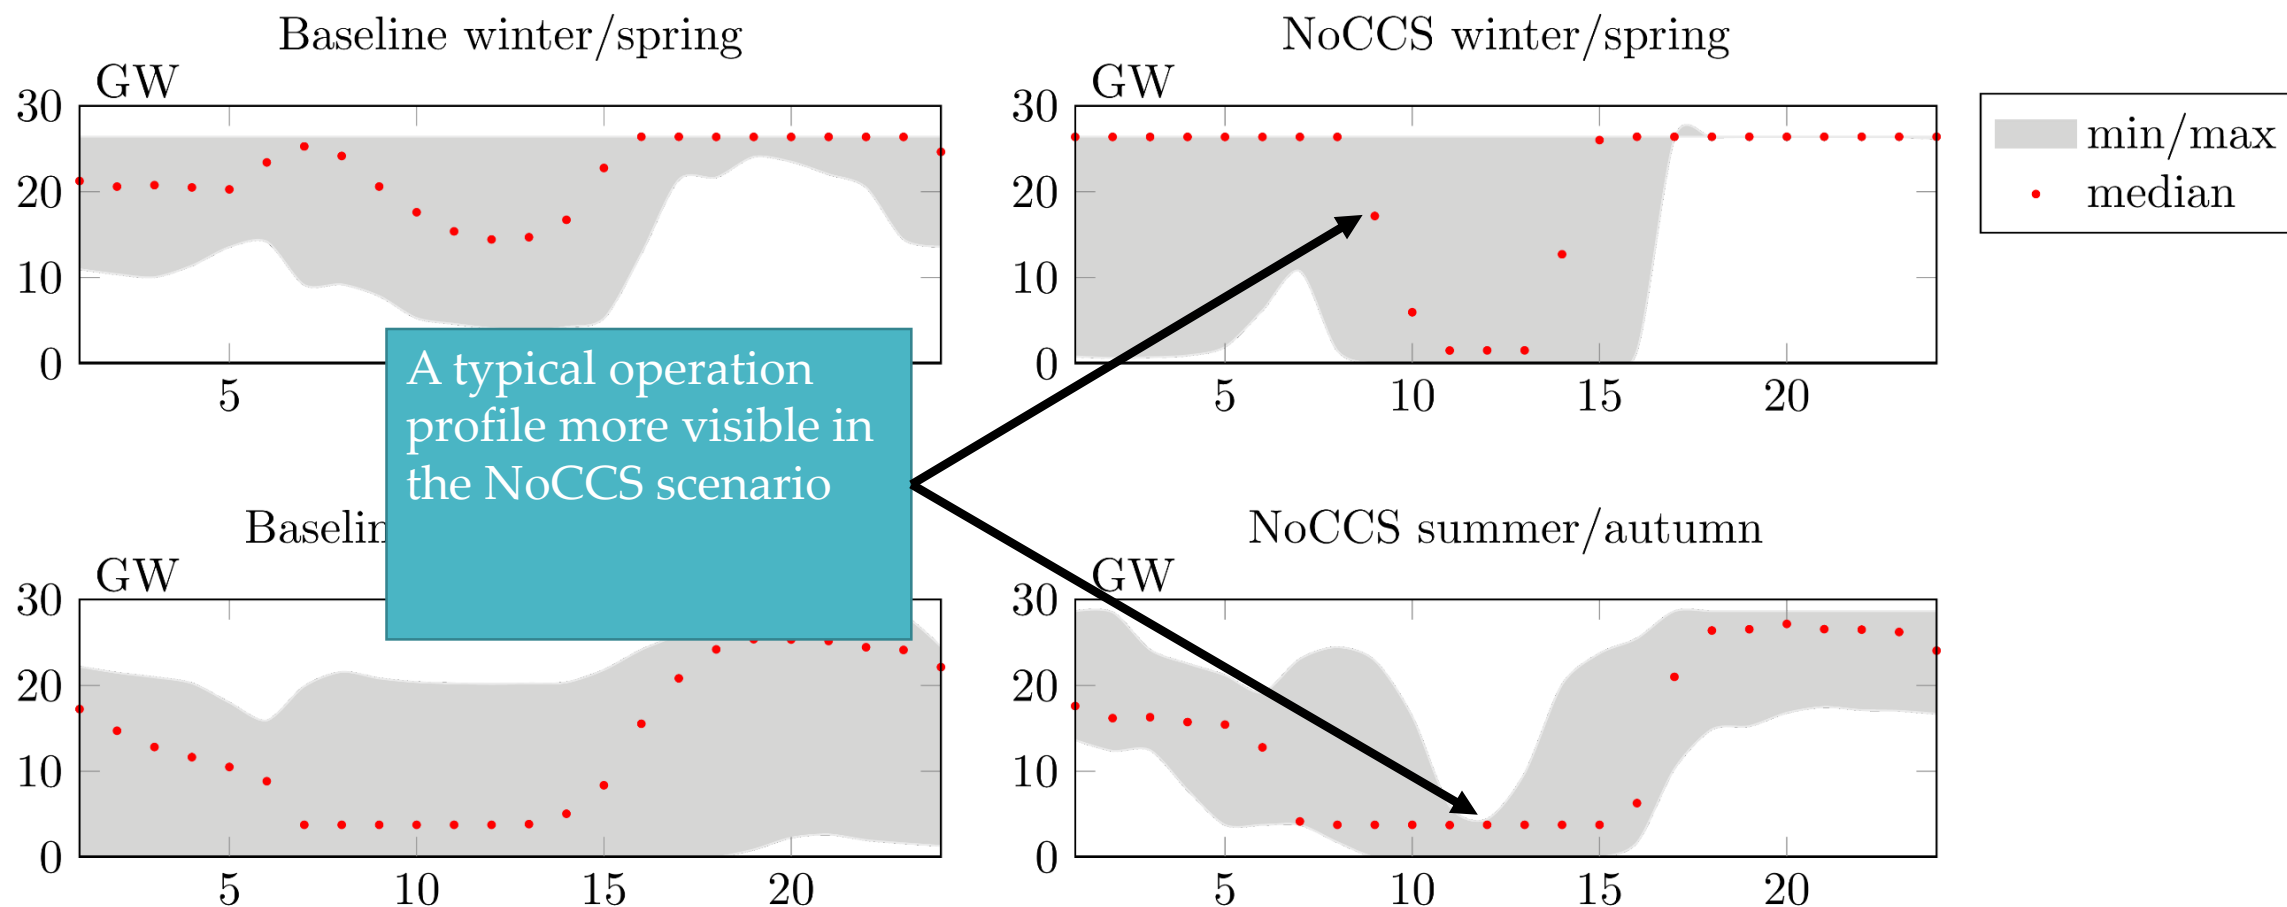 Baseline winter/spring
GW
30
20
10
0
5
NoCCS winter/spring
GW
30
20
10
0
5 10 15 20
min/max
median
A typical operation
profile more visible in
the NoCCS scenario
GW
30
20
10
0
5 10 15 20
NoCCS summer/autumn
GW
30
20
10
0
5 10 15 20